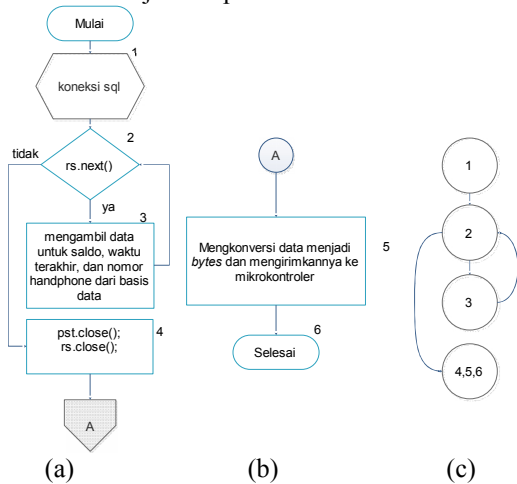 Mulai
1
koneksi sql
2
tidak
rs.next()
ya
3
mengambil data
untuk saldo, waktu
terakhir, dan nomor
handphone dari basis
data
4
pst.close();
rs.close();
A
(a)
A
5
Mengkonversi data menjadi
bytes dan mengirimkannya ke
mikrokontroler
6
Selesai
(b)
1
2
3
4,5,6
(c)